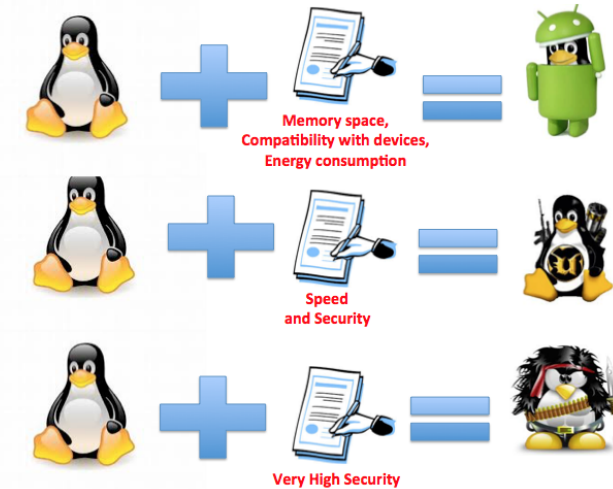 Memory space,
Compatibility with devices,
Energy consumption
Speed
and Security
Very High Security